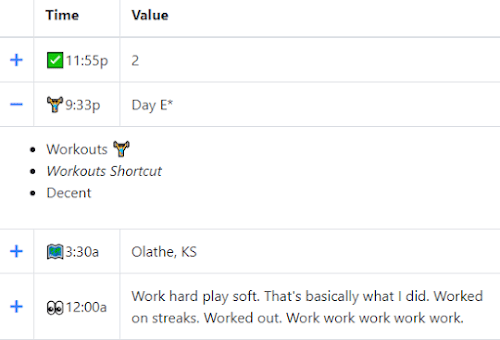 Time Value
+ ✅11:55p 2
− 🏋️9:33p Day E*
• Workouts 🏋️
• Workouts Shortcut
• Decent
+ 🗺️3:30a Olathe, KS
+ 👀12:00a Work hard play soft. That's basically what I did. Worked
on streaks. Worked out. Work work work work work.